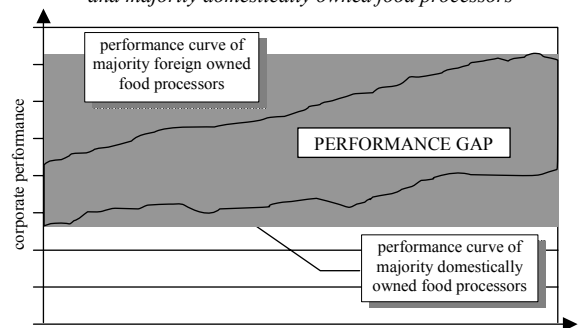 and majority domestically owned food processors
performance curve of
majority foreign owned
food processors
corporate performance
PERFORMANCE GAP
performance curve of
majority domestically
owned food processors